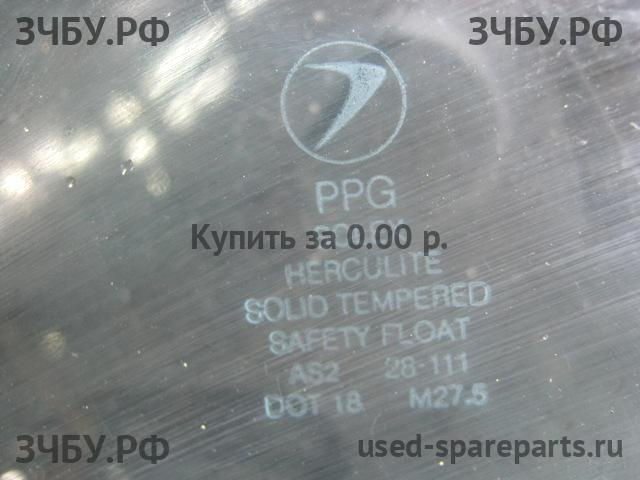 ЗЧБУ.РФ ЗЧБУ.РФ
PPG
Купить за 0.00 р.
HERCULITE
SOLID TEMPERED
SAFETY FLOAT
AS2 28-111
DOT 18 M27.5
ЗЧБУ.РФ used-spareparts.ru